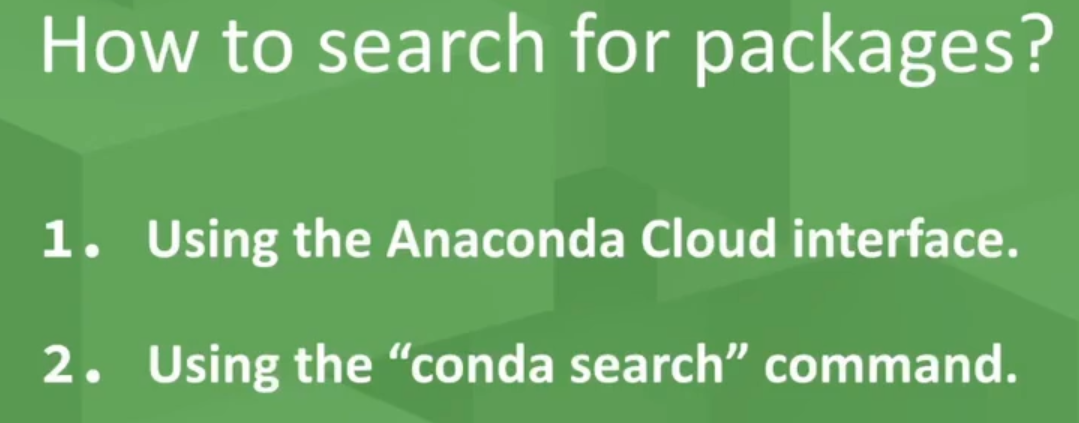 How to search for packages?
1. Using the Anaconda Cloud interface.
2. Using the “conda search” command.